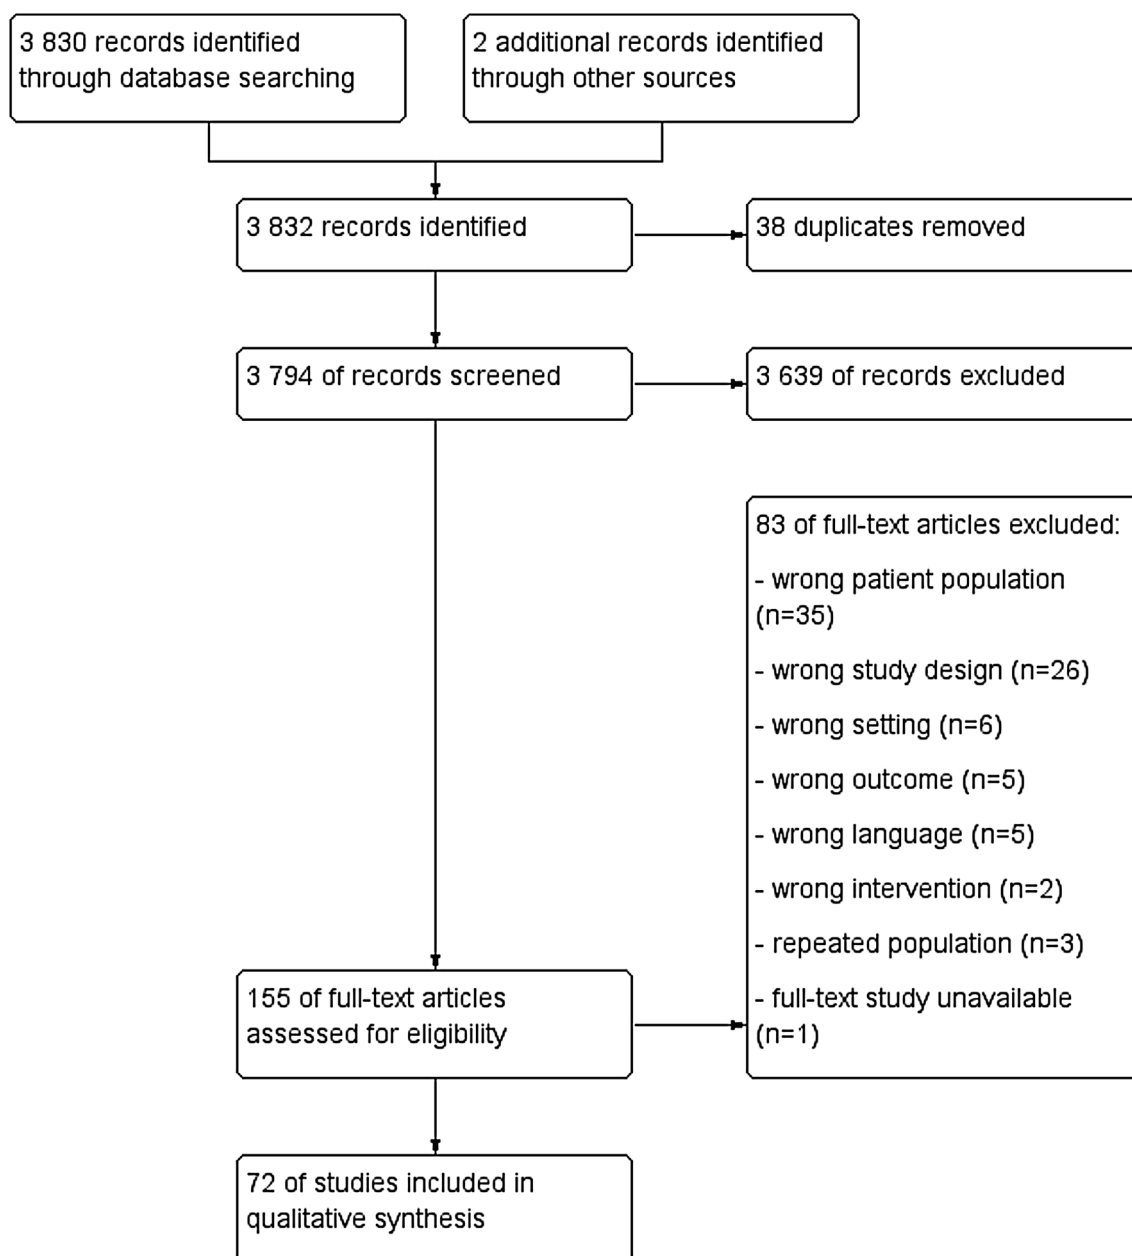 3 830 records identified
through database searching
2 additional records identified
through other sources
3 832 records identified
38 duplicates removed
3 794 of records screened
3 639 of records excluded
83 of full-text articles excluded:
- wrong patient population
(n=35)
- wrong study design (n=26)
- wrong setting (n=6)
- wrong outcome (n=5)
- wrong language (n=5)
- wrong intervention (n=2)
- repeated population (n=3)
- full-text study unavailable
(n=1)
155 of full-text articles
assessed for eligibility
72 of studies included in
qualitative synthesis